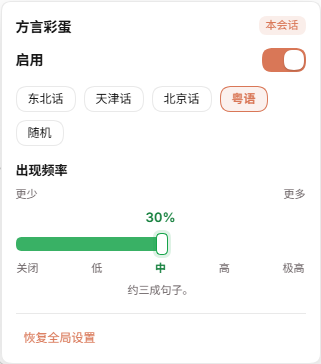 方言彩蛋 本会话
启用
东北话 天津话 北京话 粤语
随机
出现频率
更少 更多
30%
关闭 低 中 高 极高
约三成句子。
恢复全局设置